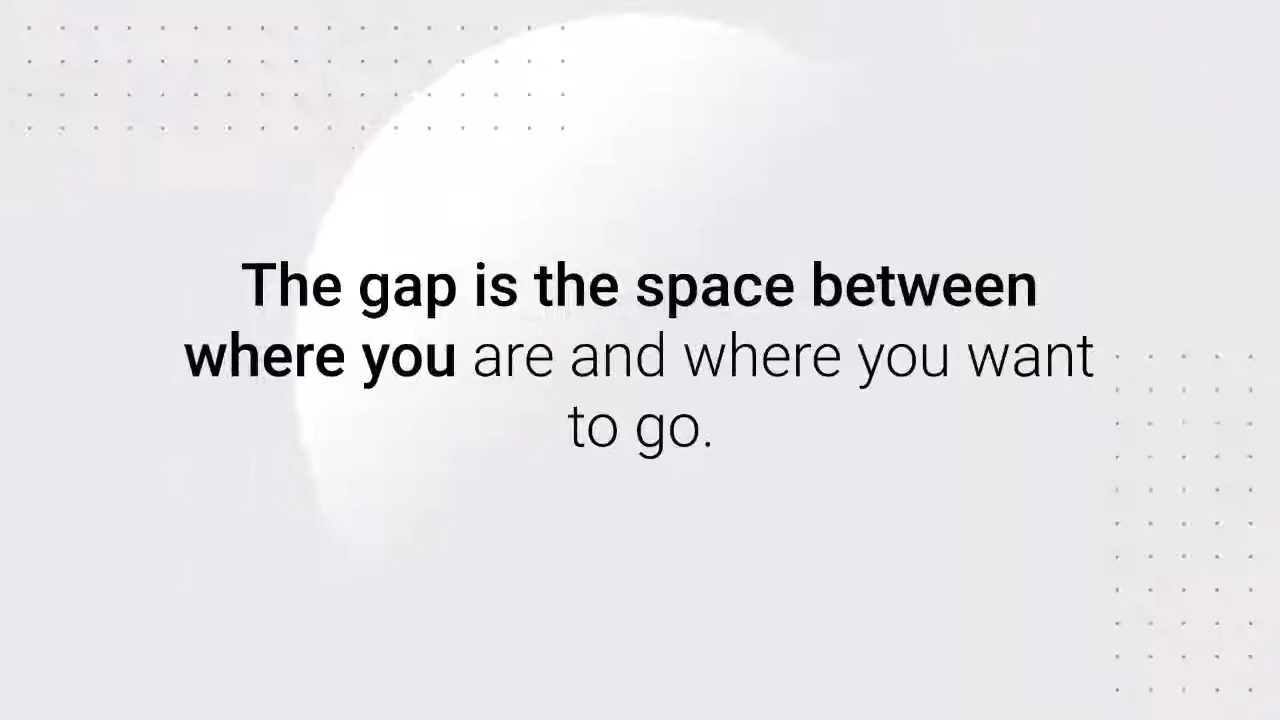 The gap is the space between
where you are and where you want
to go.